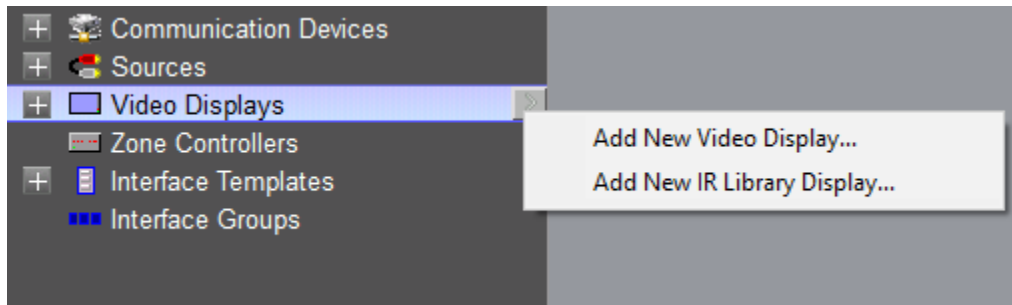 Communication Devices
Sources
Video Displays
Zone Controllers
Interface Templates
Interface Groups
Add New Video Display...
Add New IR Library Display...